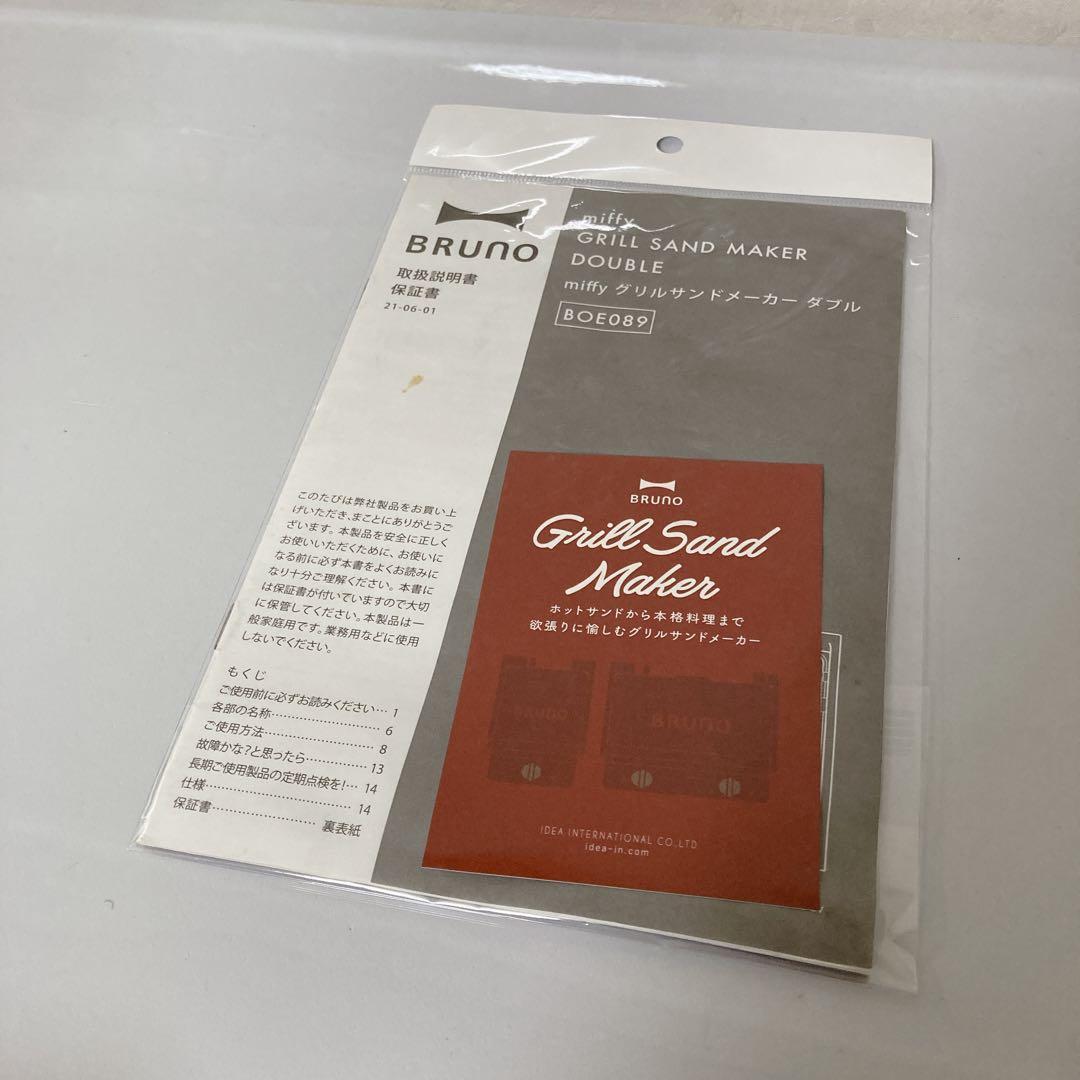 BRUNO
取扱説明書
保証書
21-06-01
miffy
GRILL SAND MAKER
DOUBLE
miffy グリルサンドメーカー ダブル
BOE089
このたびは弊社製品をお買い上
げいただき、まことにありがとうご
ざいます。本製品を安全に正しく
お使いいただくために、お使いに
なる前に必ず本書をよくお読みに
なり十分ご理解ください。本書に
は保証書が付いていますので大切
に保管してください。本製品は一
般家庭用です。業務用などに使用
しないでください。
もくじ
ご使用前に必ずお読みください… 1
各部の名称…………………… 6
ご使用方法…………………… 8
故障かな?と思ったら………… 13
長期ご使用製品の定期点検を!… 14
仕様…………………………… 14
保証書…………………… 裏表紙
BRUNO
Grill Sand
Maker
ホットサンドから本格料理まで
欲張りに愉しむグリルサンドメーカー
BRUNO
BRUNO
IDEA INTERNATIONAL CO.,LTD
idea-in.com